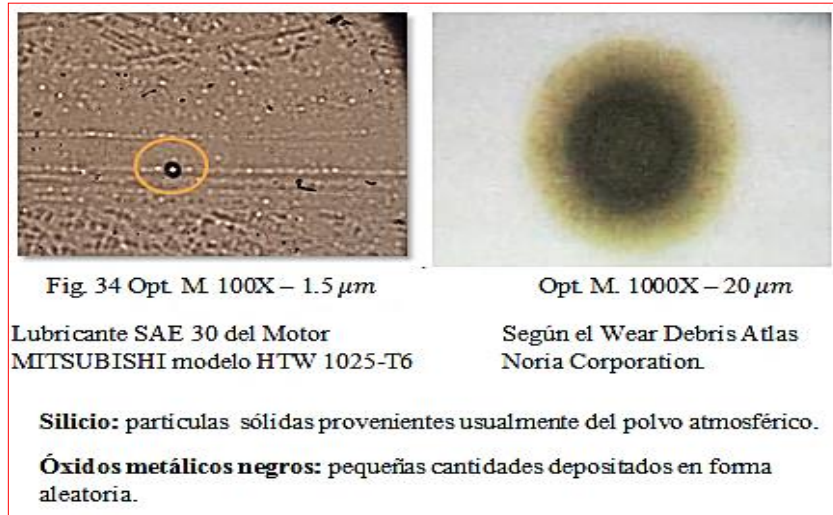 Fig. 34 Opt. M. 100X – 1.5 μm
Opt. M. 1000X – 20 μm
Lubricante SAE 30 del Motor
MITSUBISHI modelo HTW 1025-T6
Según el Wear Debris Atlas
Noria Corporation.
Silicio: partículas sólidas provenientes usualmente del polvo atmosférico.
Óxidos metálicos negros: pequeñas cantidades depositados en forma
aleatoria.